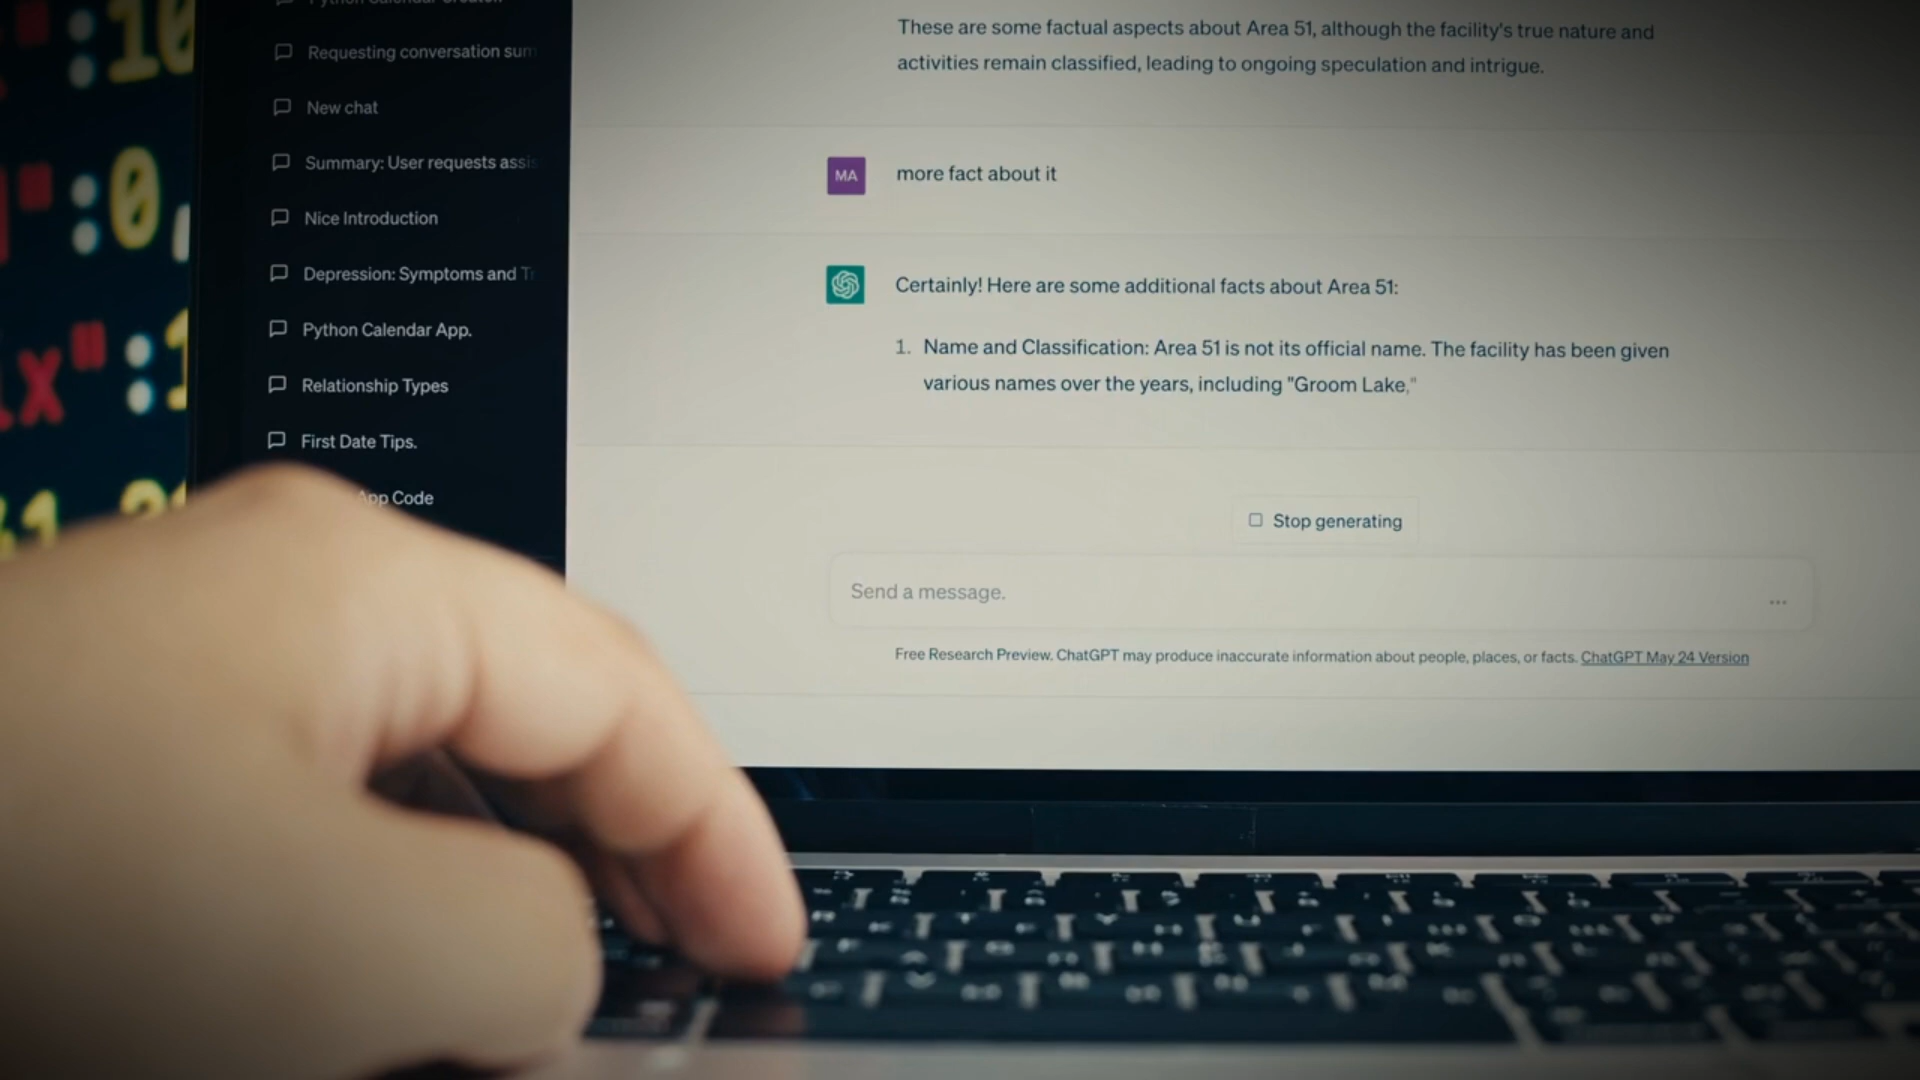 :10
Requesting conversation sum
New chat
Summary: User requests assis
Nice Introduction
Depression: Symptoms and Tr
Python Calendar App.
Relationship Types
First Date Tips.
App Code
":0,
x":1
These are some factual aspects about Area 51, although the facility's true nature and
activities remain classified, leading to ongoing speculation and intrigue.
MA
more fact about it
Certainly! Here are some additional facts about Area 51:
1. Name and Classification: Area 51 is not its official name. The facility has been given
various names over the years, including "Groom Lake,"
Stop generating
Send a message.
...
Free Research Preview. ChatGPT may produce inaccurate information about people, places, or facts. ChatGPT May 24 Version